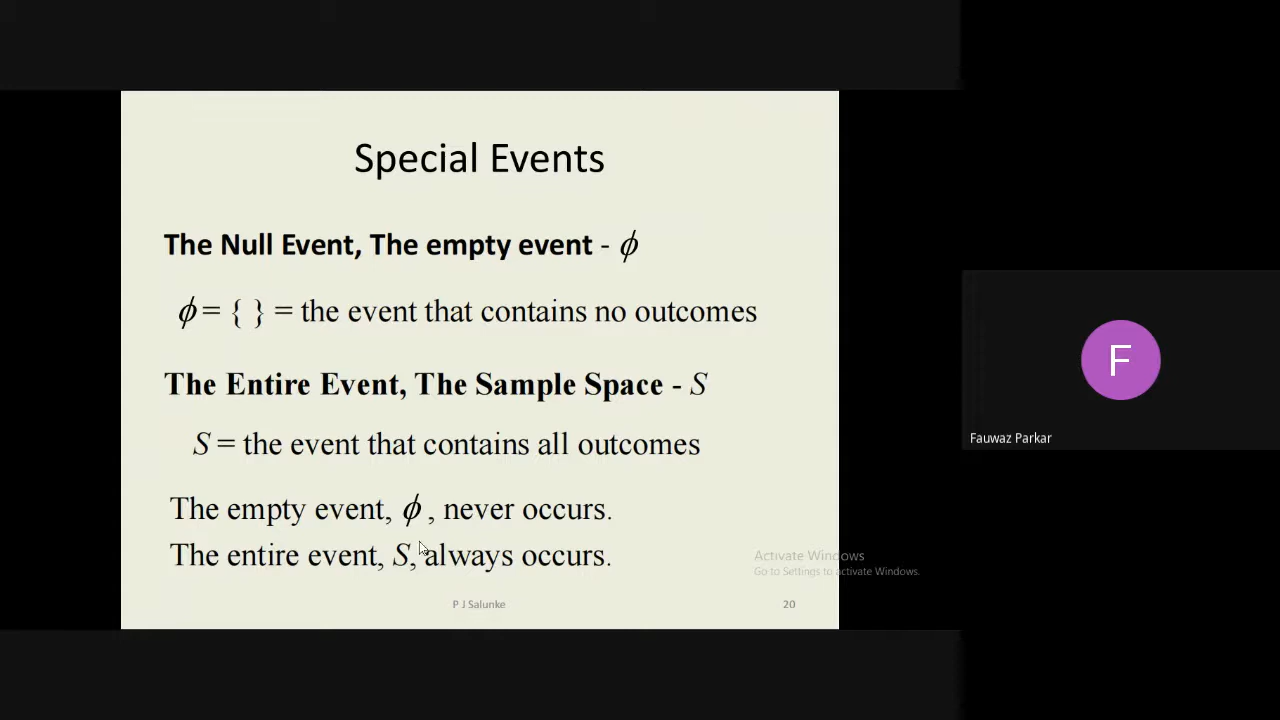 Special Events
The Null Event, The empty event - ϕ
ϕ = { } = the event that contains no outcomes
The Entire Event, The Sample Space - S
S = the event that contains all outcomes
The empty event, ϕ , never occurs.
The entire event, S, always occurs.
P J Salunke
20
Activate Windows
Go to Settings to activate Windows.
F
Fauwaz Parkar